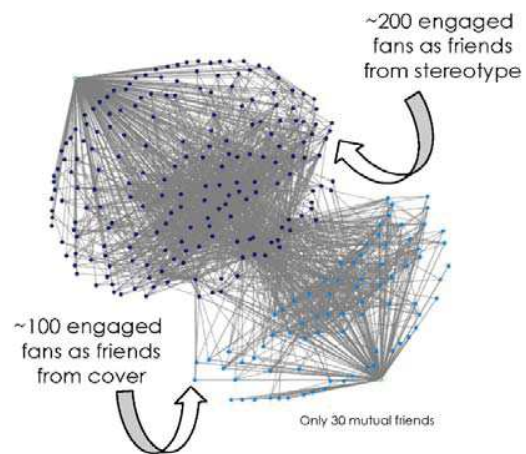 ~200 engaged
fans as friends
from stereotype
~100 engaged
fans as friends
from cover
Only 30 mutual friends